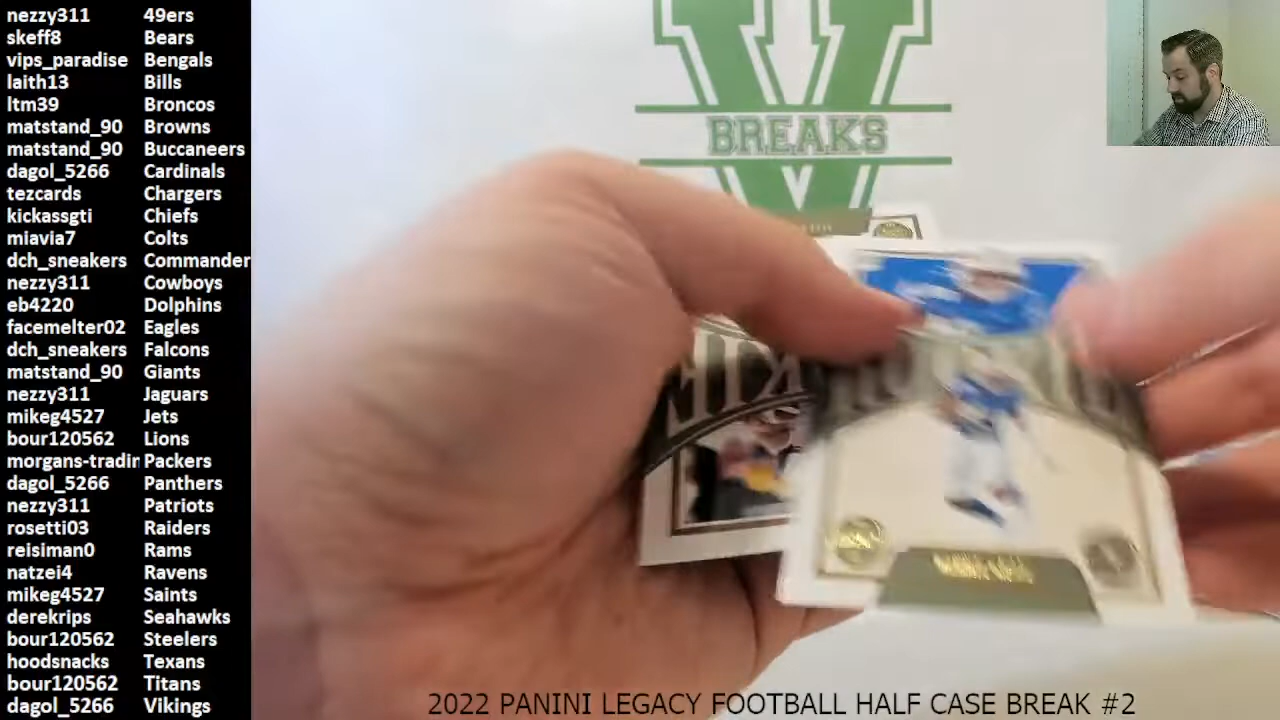 nezzy311 49ers
skeff8 Bears
vips_paradise Bengals
laith13 Bills
ltm39 Broncos
matstand_90 Browns
matstand_90 Buccaneers
dagol_5266 Cardinals
tezcards Chargers
kickassgti Chiefs
miavia7 Colts
dch_sneakers Commander
nezzy311 Cowboys
eb4220 Dolphins
facemelter02 Eagles
dch_sneakers Falcons
matstand_90 Giants
nezzy311 Jaguars
mikeg4527 Jets
bour120562 Lions
morgans-tradin Packers
dagol_5266 Panthers
nezzy311 Patriots
rosetti03 Raiders
reisiman0 Rams
natzei4 Ravens
mikeg4527 Saints
derekrips Seahawks
bour120562 Steelers
hoodsnacks Texans
bour120562 Titans
dagol_5266 Vikings
V
BREAKS
2022 PANINI LEGACY FOOTBALL HALF CASE BREAK #2